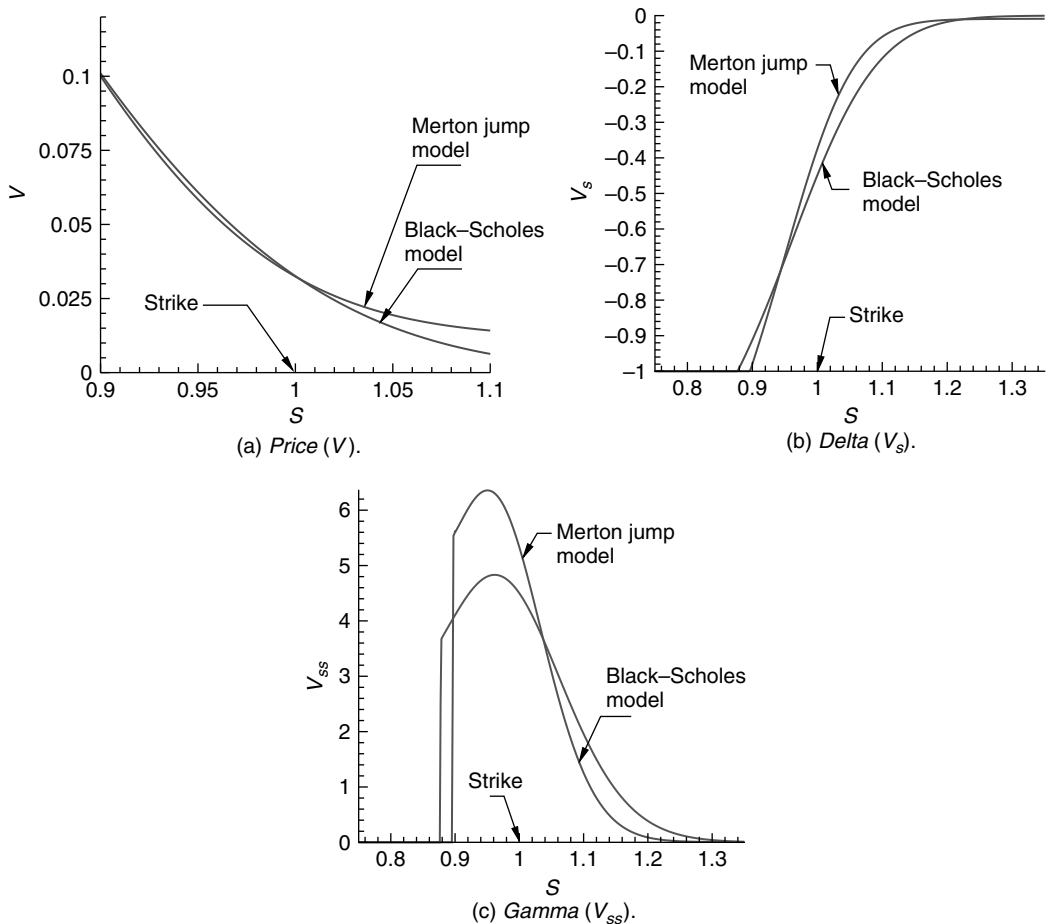 0.1
0.075
0.05
0.025
0
V
Merton jump
model
Black–Scholes
model
Strike
0.9
0.95
1
1.05
1.1
S
(a) Price (V).
0
–0.1
–0.2
–0.3
–0.4
–0.5
–0.6
–0.7
–0.8
–0.9
–1
Vs
Merton jump
model
Black–Scholes
model
Strike
0.8
0.9
1
1.1
1.2
1.3
S
(b) Delta (Vs).
6
5
4
3
2
1
0
Vss
Merton jump
model
Black–Scholes
model
Strike
0.8
0.9
1
1.1
1.2
1.3
S
(c) Gamma (Vss).